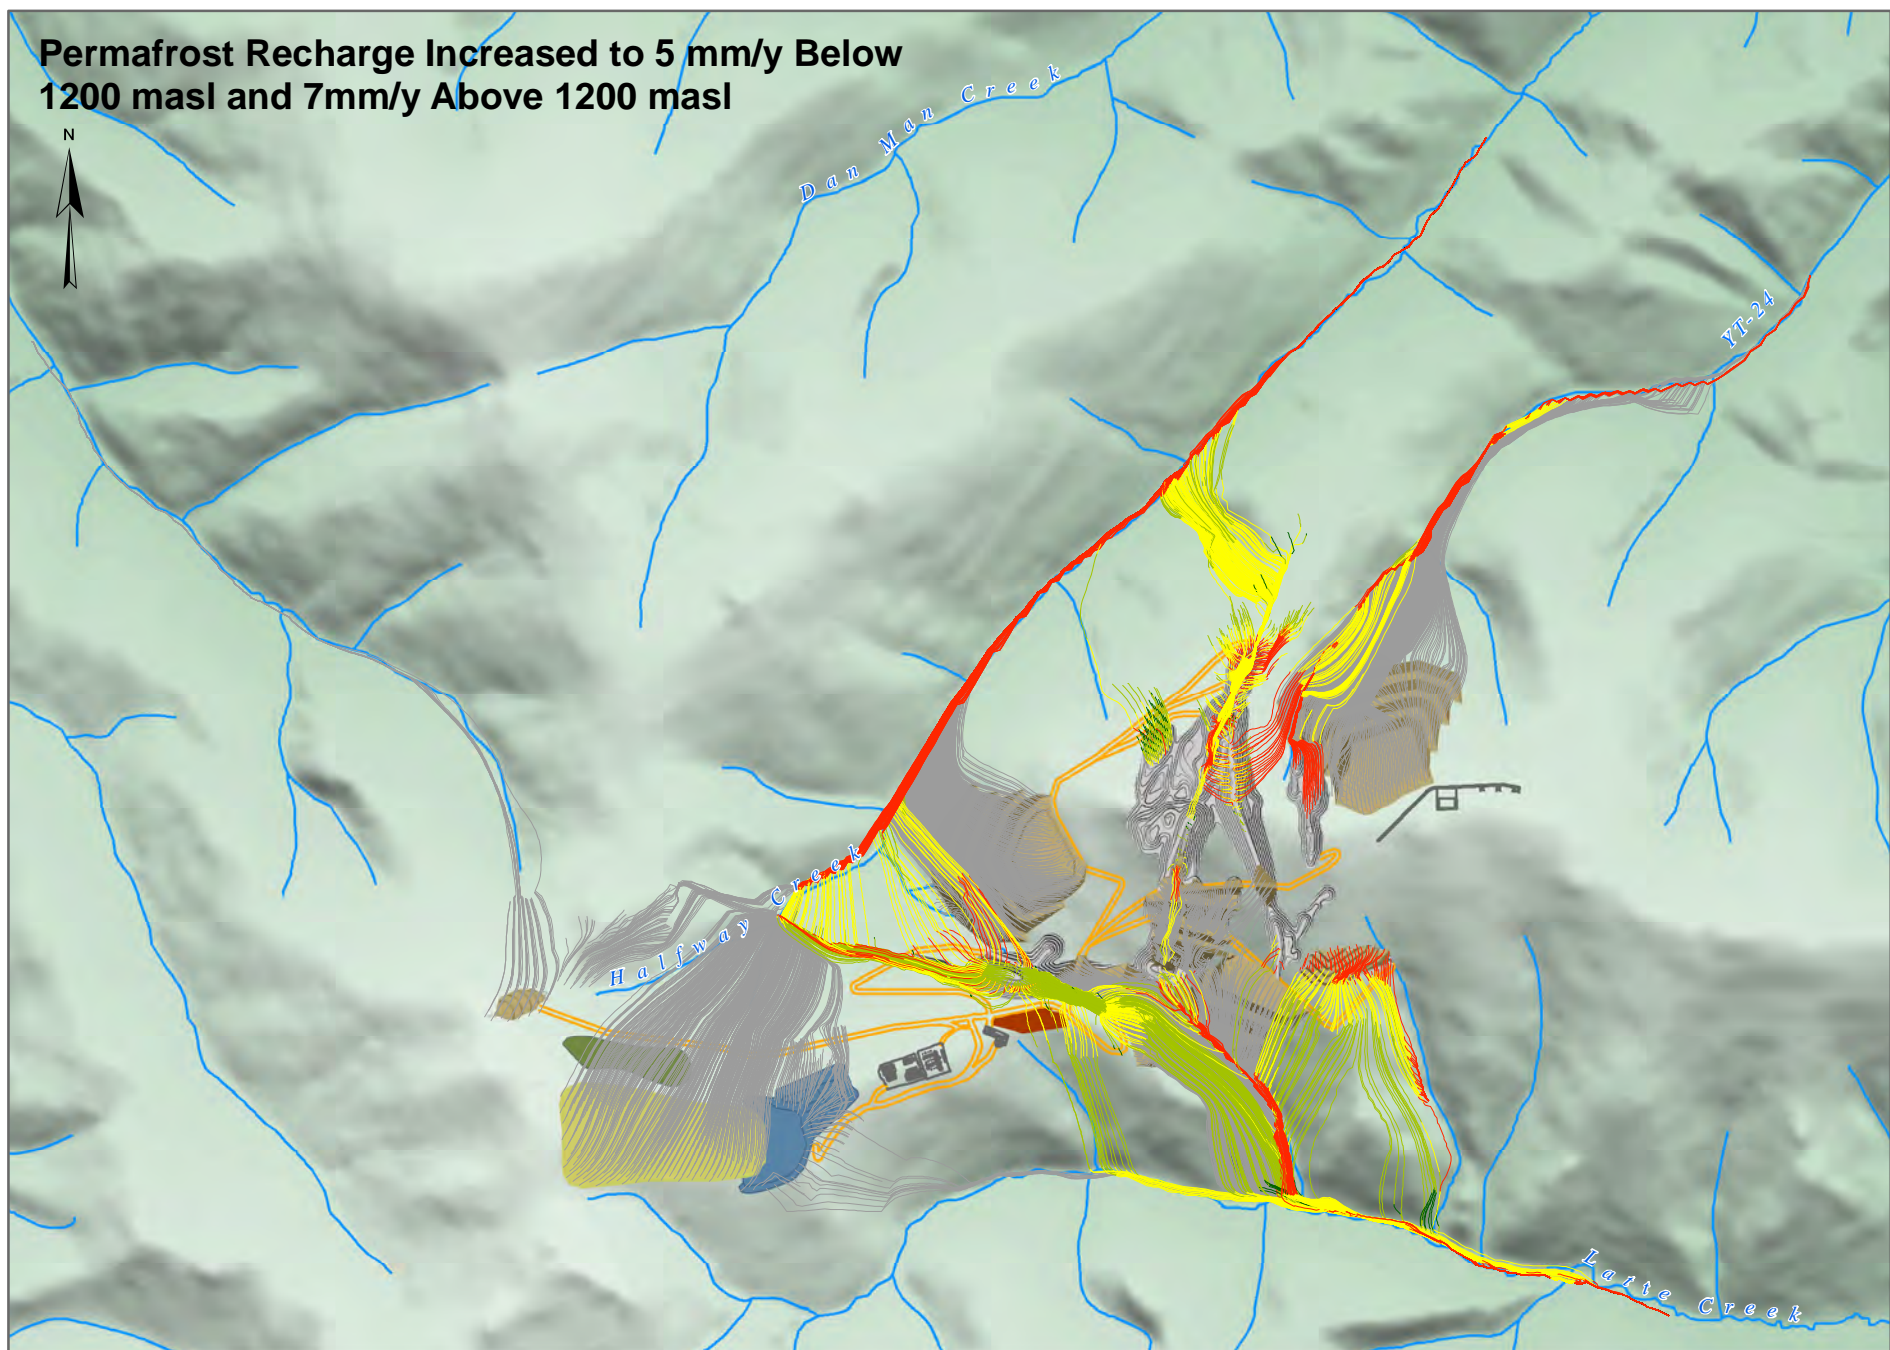 Permafrost Recharge Increased to 5 mm/y Below
1200 masl and 7mm/y Above 1200 masl
N
Dan Man Creek
YT-24
Halfway Creek
Latte Creek